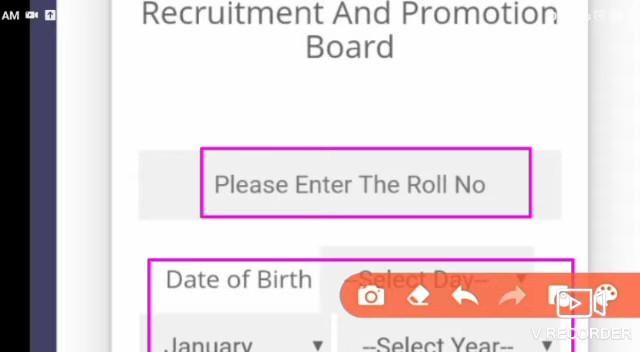 AM
Recruitment And Promotion
Board
Please Enter The Roll No
Date of Birth
--Select Day--
January
--Select Year--
V RECORDER